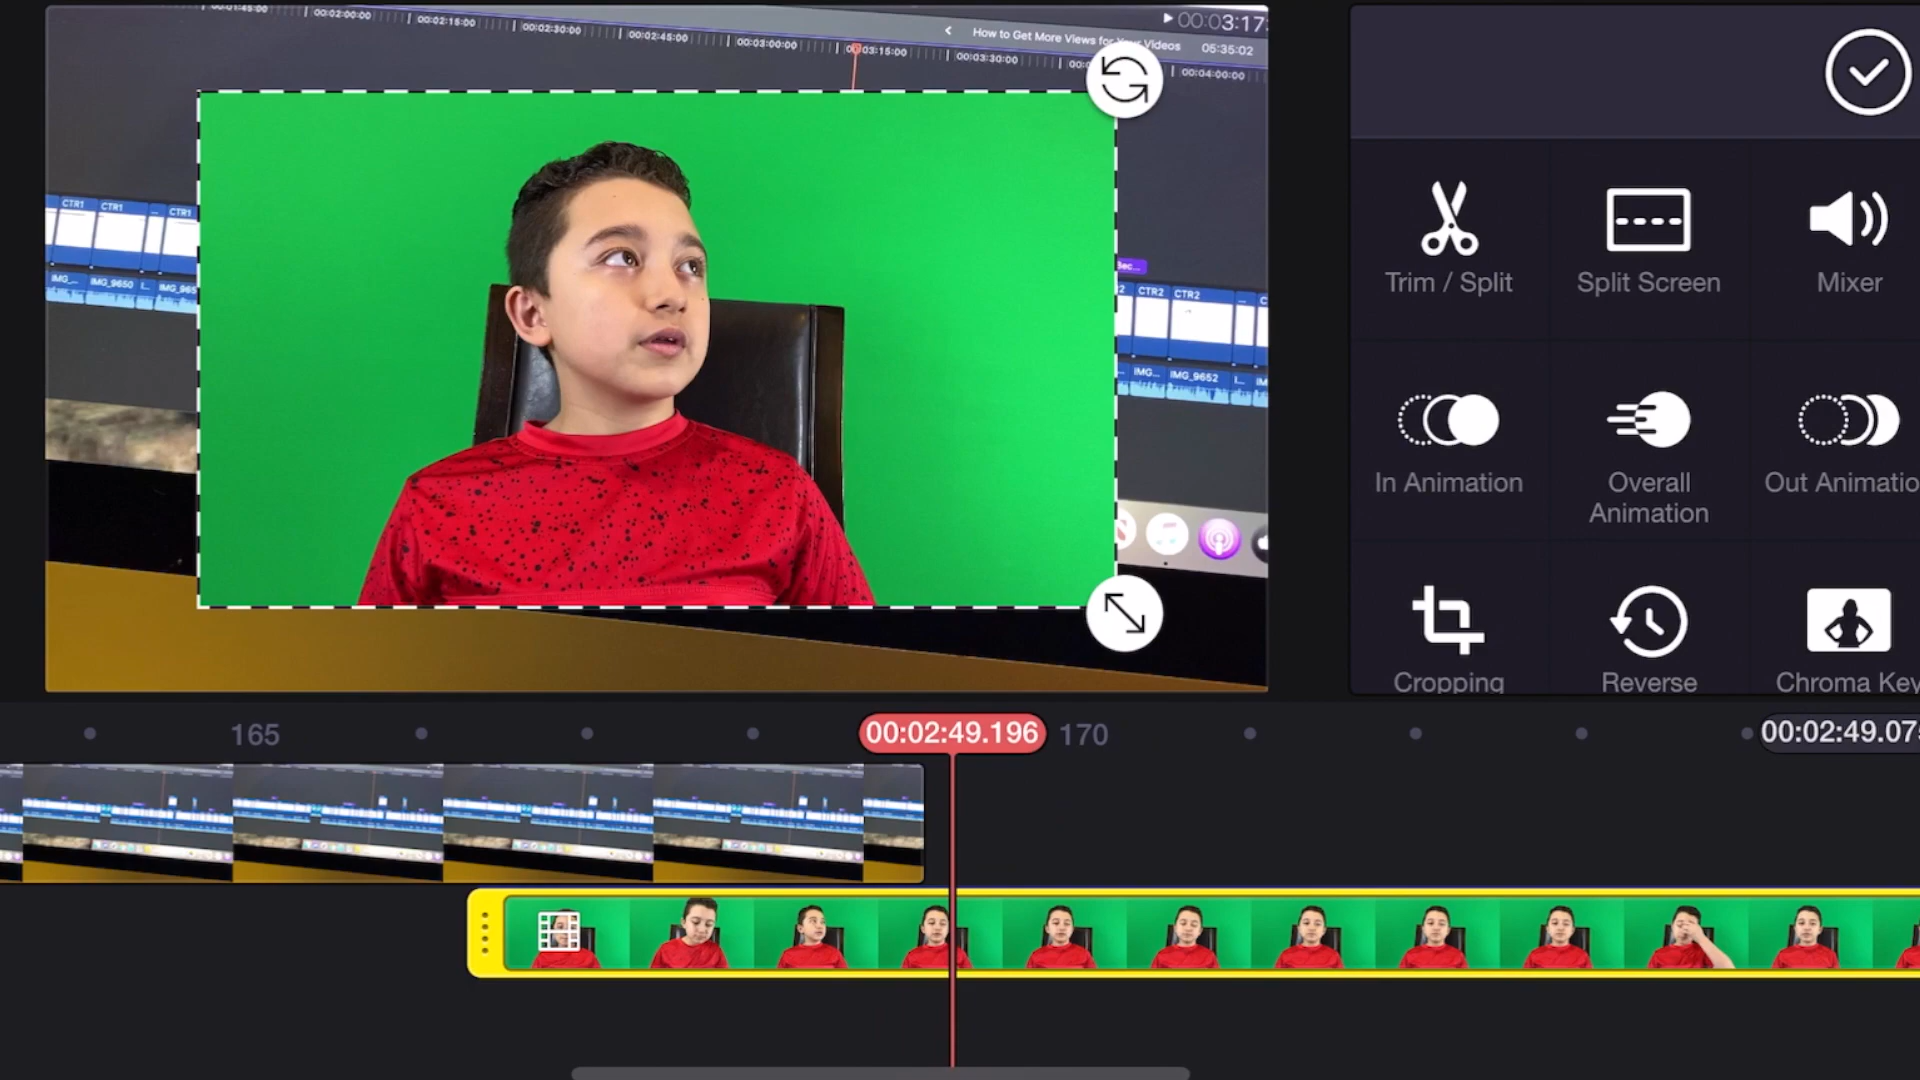 00:01:45:00
00:02:00:00
00:02:15:00
00:02:30:00
00:02:45:00
00:03:00:00
00:03:15:00
00:03:30:00
00:04:00:00
00:03:17:
How to Get More Views for Your Videos
05:35:02
CTR1
CTR1
CTR1
IMG_...
IMG_9650
I...
IMG_965
CTR2
CTR2
IMG...
IMG_9652
I...
Trim / Split
Split Screen
Mixer
In Animation
Overall
Animation
Out Animatio
Cropping
Reverse
Chroma Key
165
00:02:49.196
170
00:02:49.07